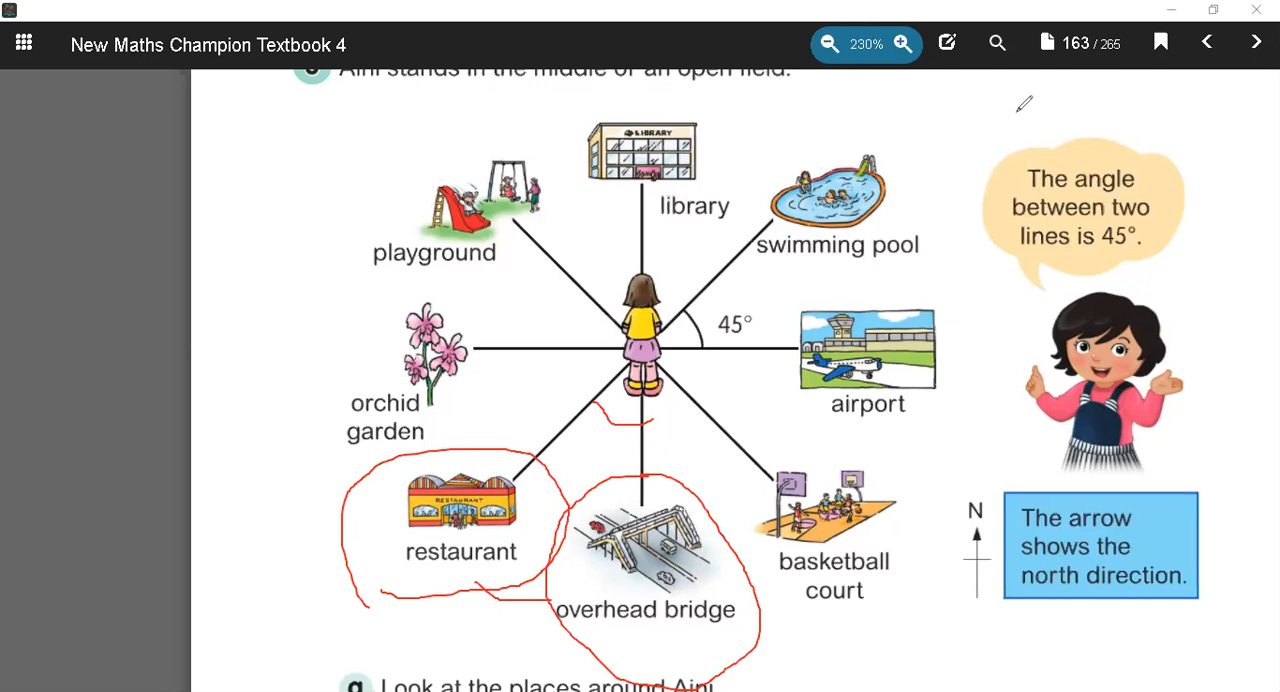 New Maths Champion Textbook 4
230%
163 / 265
Aini stands in the middle of an open field.
LIBRARY
library
playground
swimming pool
The angle
between two
lines is 45°.
45°
airport
orchid
garden
RESTAURANT
restaurant
overhead bridge
basketball
court
N
The arrow
shows the
north direction.
g Look at the places around Aini.